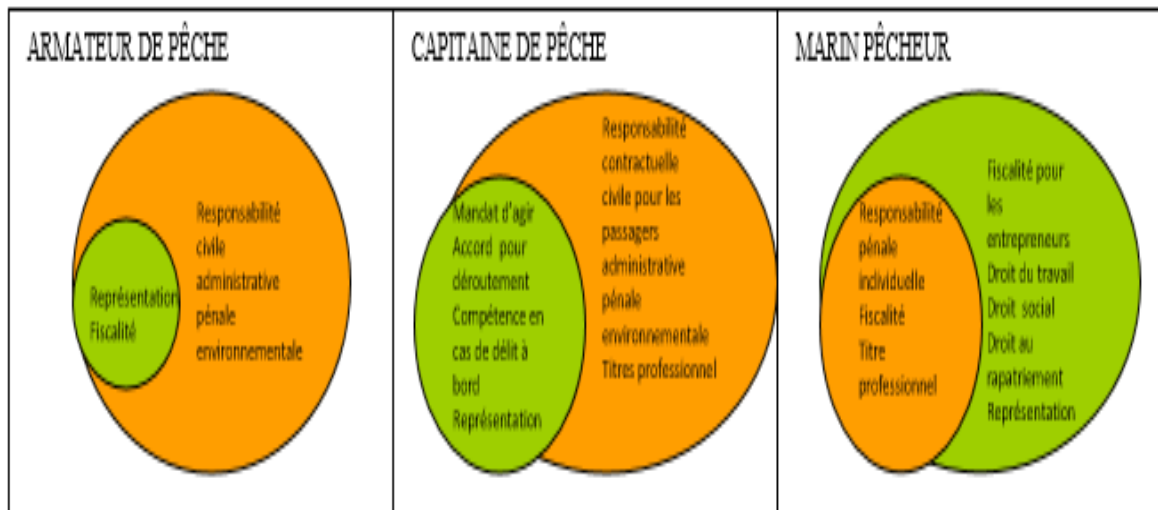 ARMATEUR DE PÊCHE
Représentation
Fiscalité
Responsabilité
civile
administrative
pénale
environnementale
CAPITAINE DE PÊCHE
Mandat d'agir
Accord pour
déroutement
Compétence en
cas de délit à
bord
Représentation
Responsabilité
contractuelle
civile pour les
passagers
administrative
pénale
environnementale
Titres professionnel
MARIN PÊCHEUR
Responsabilité
pénale
individuelle
Fiscalité
Titre
professionnel
Fiscalité pour
les
entrepreneurs
Droit du travail
Droit social
Droit au
rapatriement
Représentation